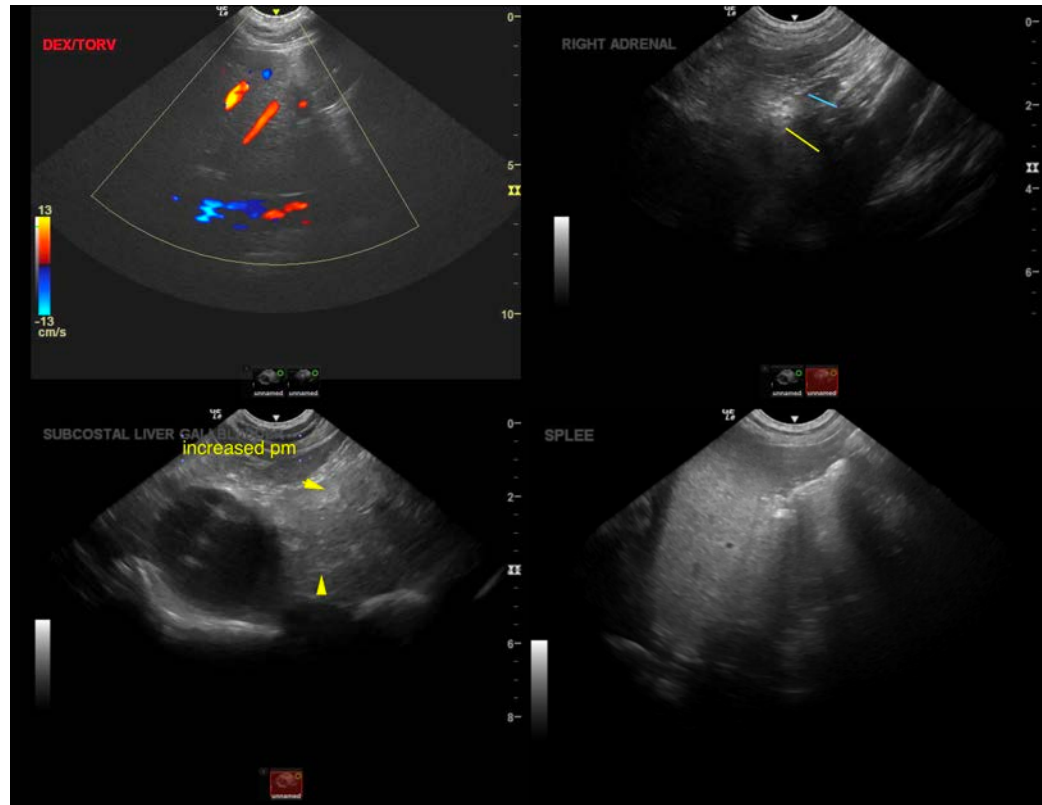 DEX/TORV
0-
5-
10-
13
-13
cm/s
unnamed
unnamed
RIGHT ADRENAL
0-
2-
4-
6-
unnamed
unnamed
SUBCOSTAL LIVER
increased pm
0-
2-
4-
6-
8-
unnamed
SPLEE